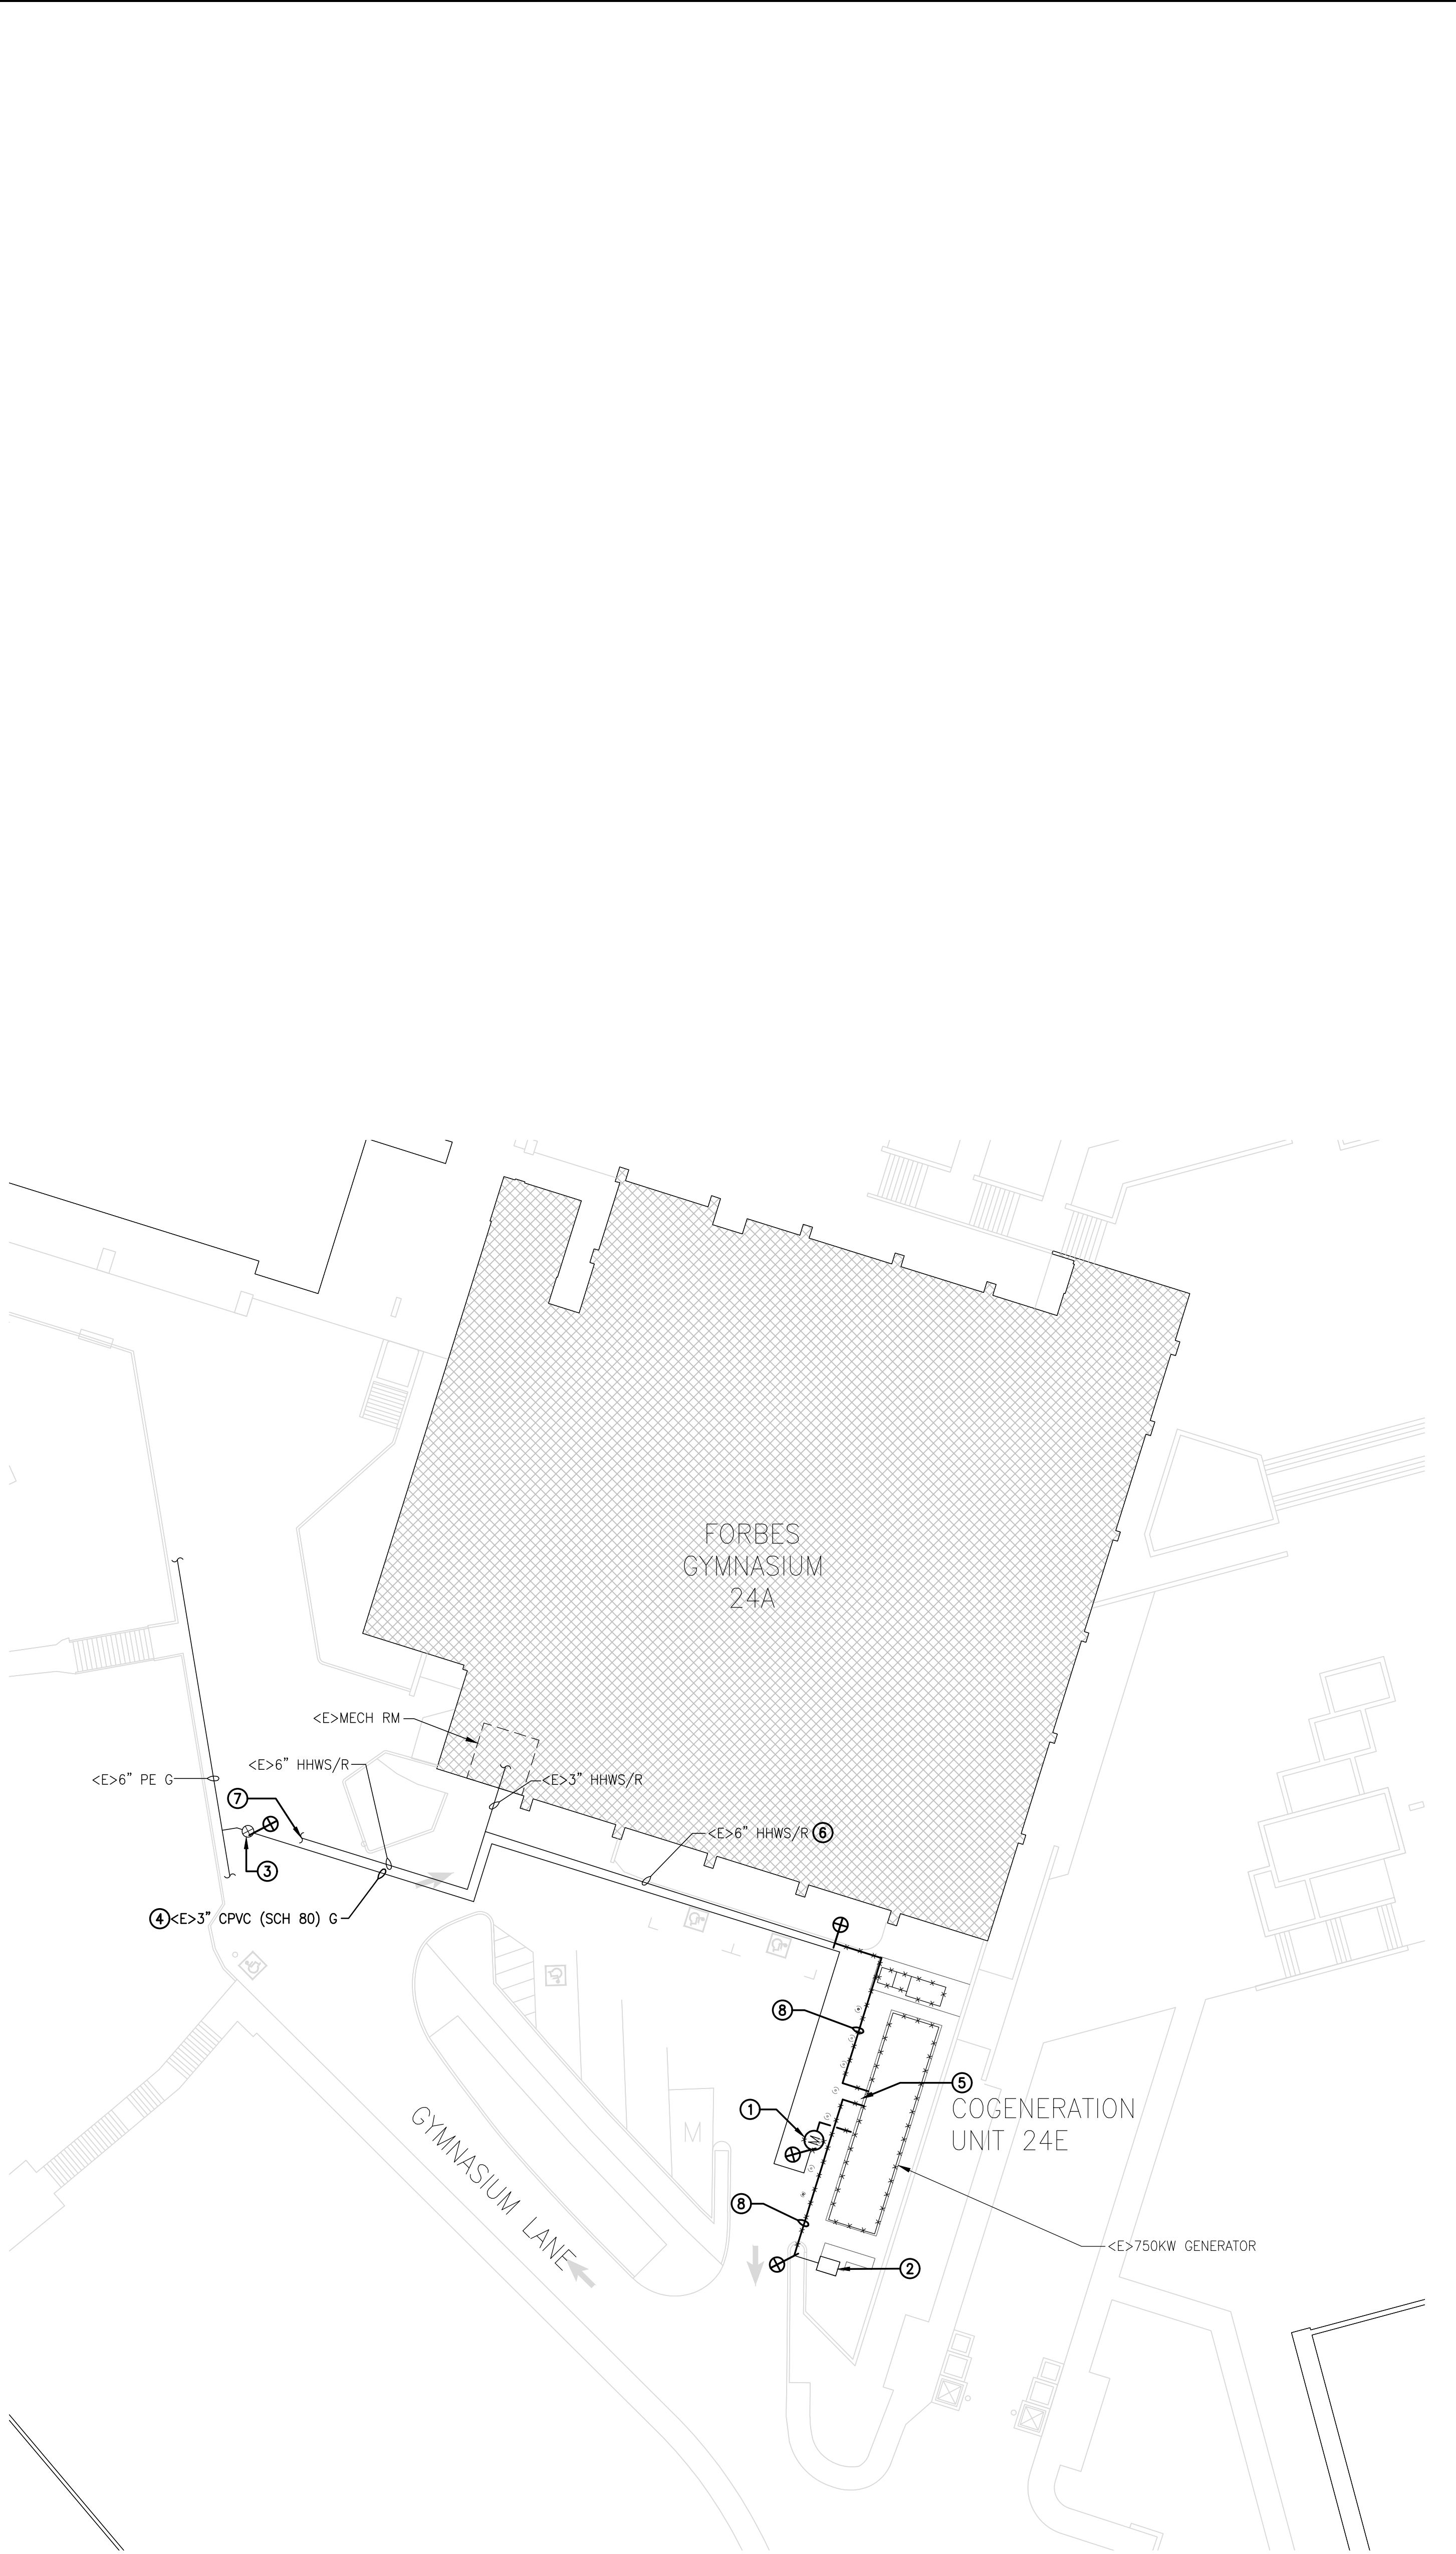 FORBES
GYMNASIUM
24A
<E>MECH RM
<E>6" HHWS/R
<E>6" PE G
<E>3" HHWS/R
7
<E>6" HHWS/R 6
3
4 <E>3" CPVC (SCH 80) G
8
5
1
COGENERATION
UNIT 24E
M
M
GYMNASIUM LANE
8
<E>750KW GENERATOR
2